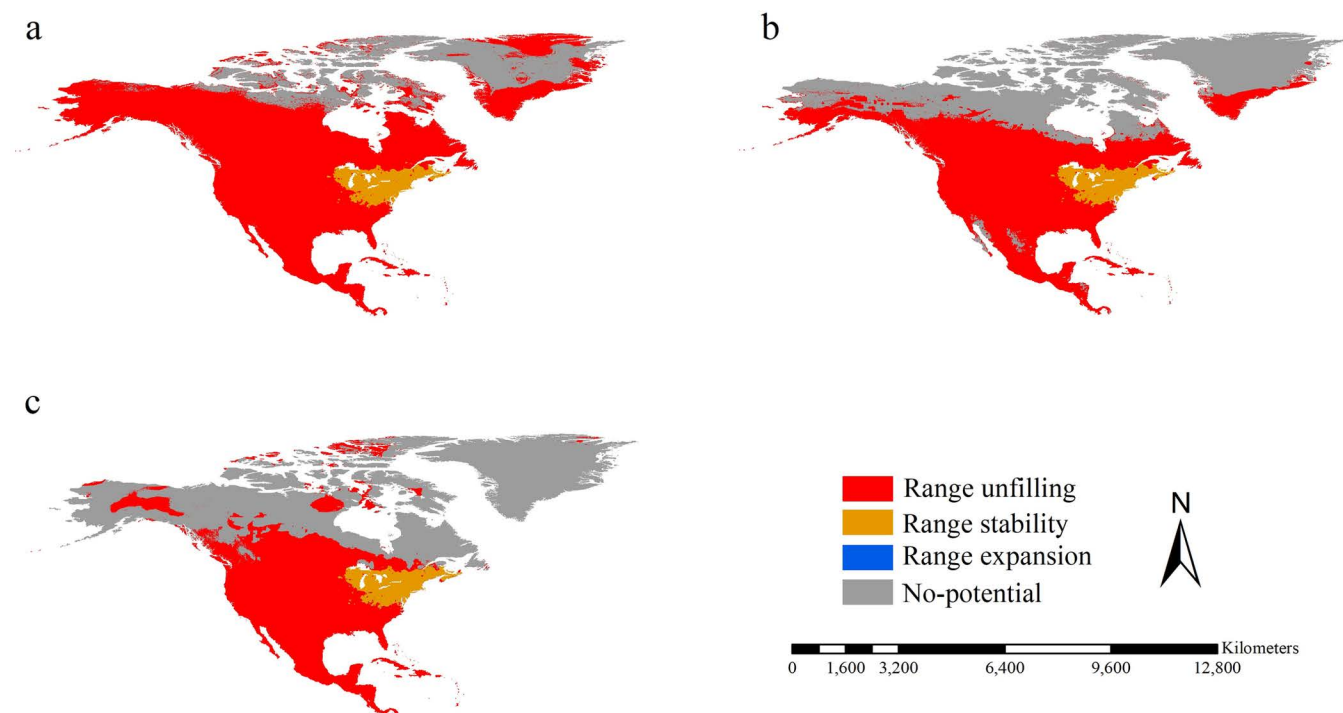 a
b
c
Range unfilling
Range stability
Range expansion
No-potential
N
Kilometers
0 1,600 3,200 6,400 9,600 12,800